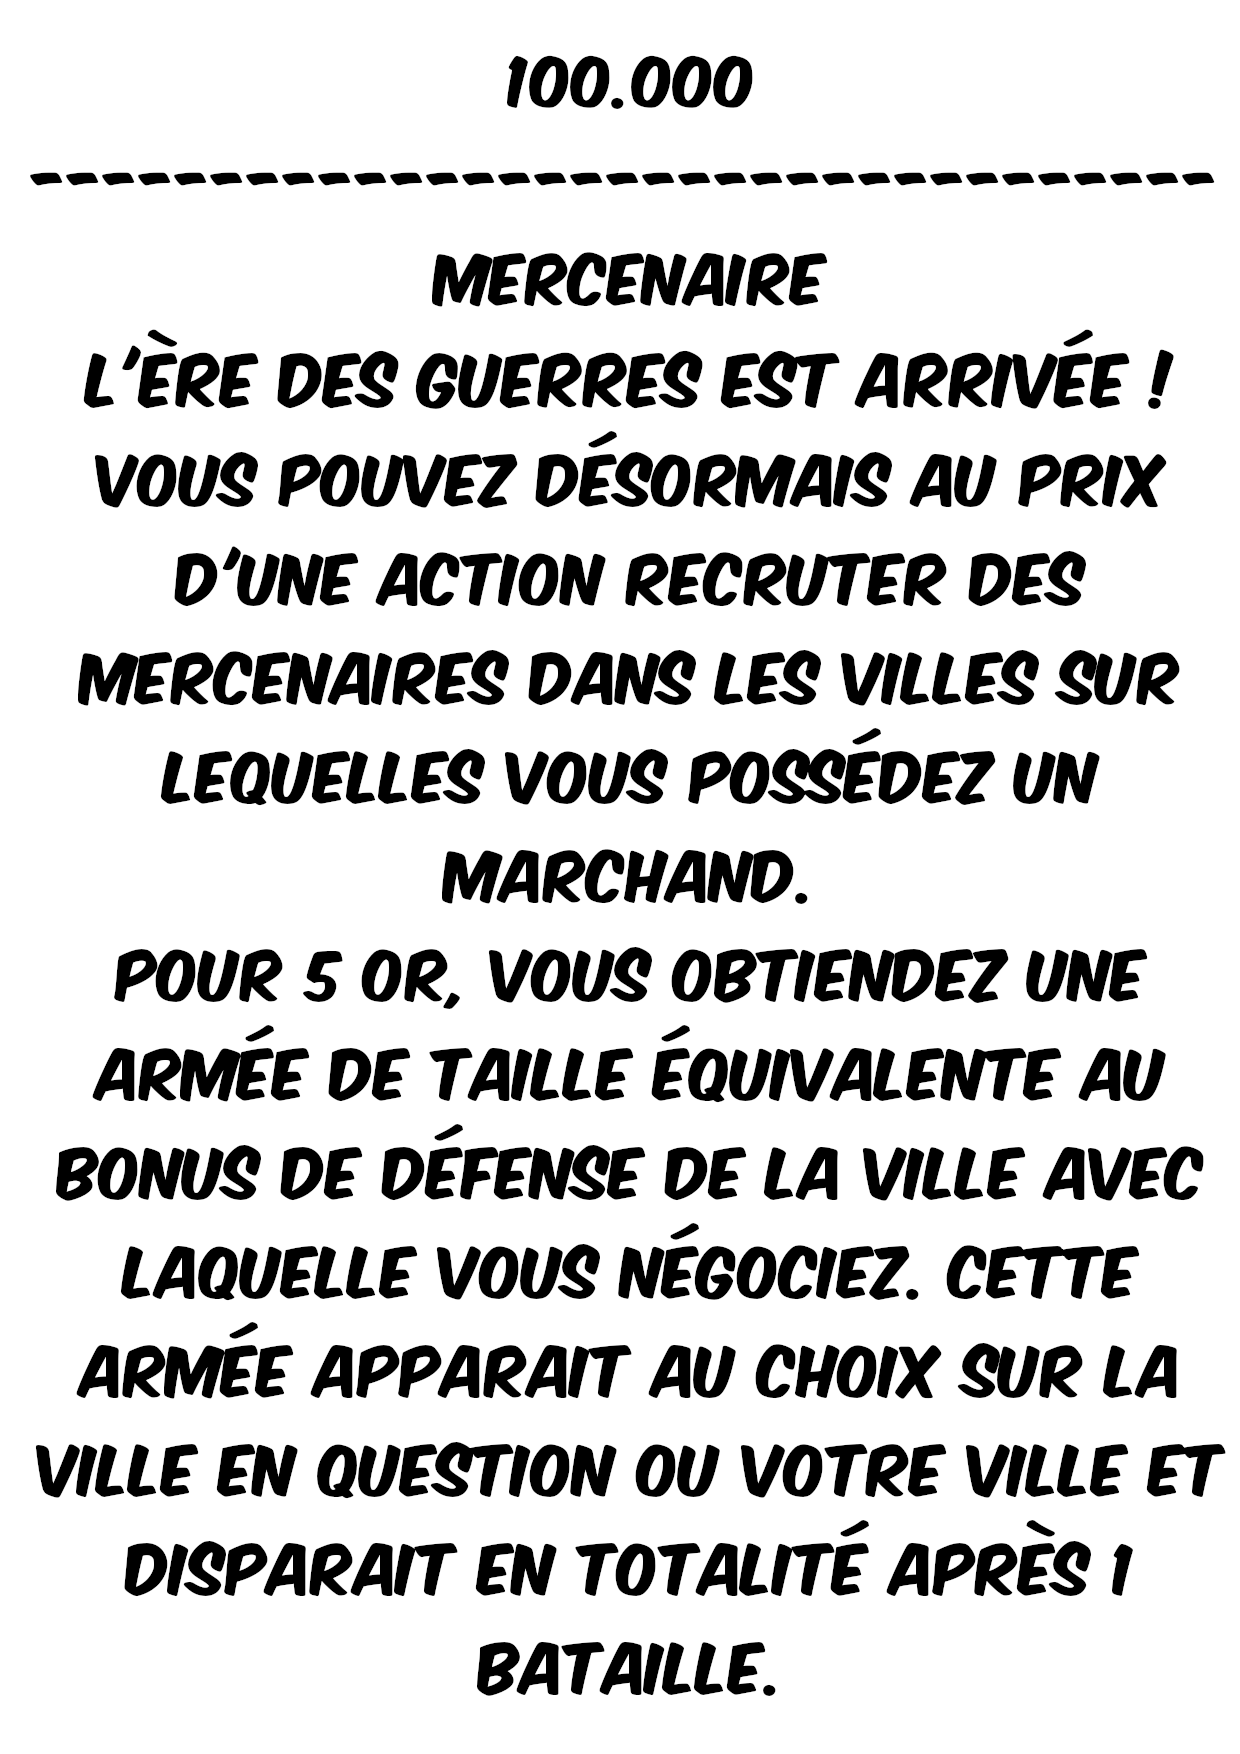 100.000
---------------------------------
MERCENAIRE
L'ÈRE DES GUERRES EST ARRIVÉE !
VOUS POUVEZ DÉSORMAIS AU PRIX
D'UNE ACTION RECRUTER DES
MERCENAIRES DANS LES VILLES SUR
LEQUELLES VOUS POSSÉDEZ UN
MARCHAND.
POUR 5 OR, VOUS OBTIENDEZ UNE
ARMÉE DE TAILLE ÉQUIVALENTE AU
BONUS DE DÉFENSE DE LA VILLE AVEC
LAQUELLE VOUS NÉGOCIEZ. CETTE
ARMÉE APPARAIT AU CHOIX SUR LA
VILLE EN QUESTION OU VOTRE VILLE ET
DISPARAIT EN TOTALITÉ APRÈS 1
BATAILLE.